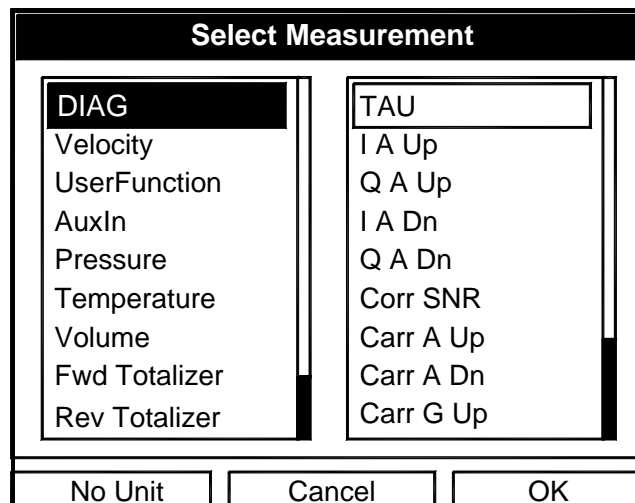 Select Measurement
DIAG
Velocity
UserFunction
AuxIn
Pressure
Temperature
Volume
Fwd Totalizer
Rev Totalizer
TAU
I A Up
Q A Up
I A Dn
Q A Dn
Corr SNR
Carr A Up
Carr A Dn
Carr G Up
No Unit
Cancel
OK